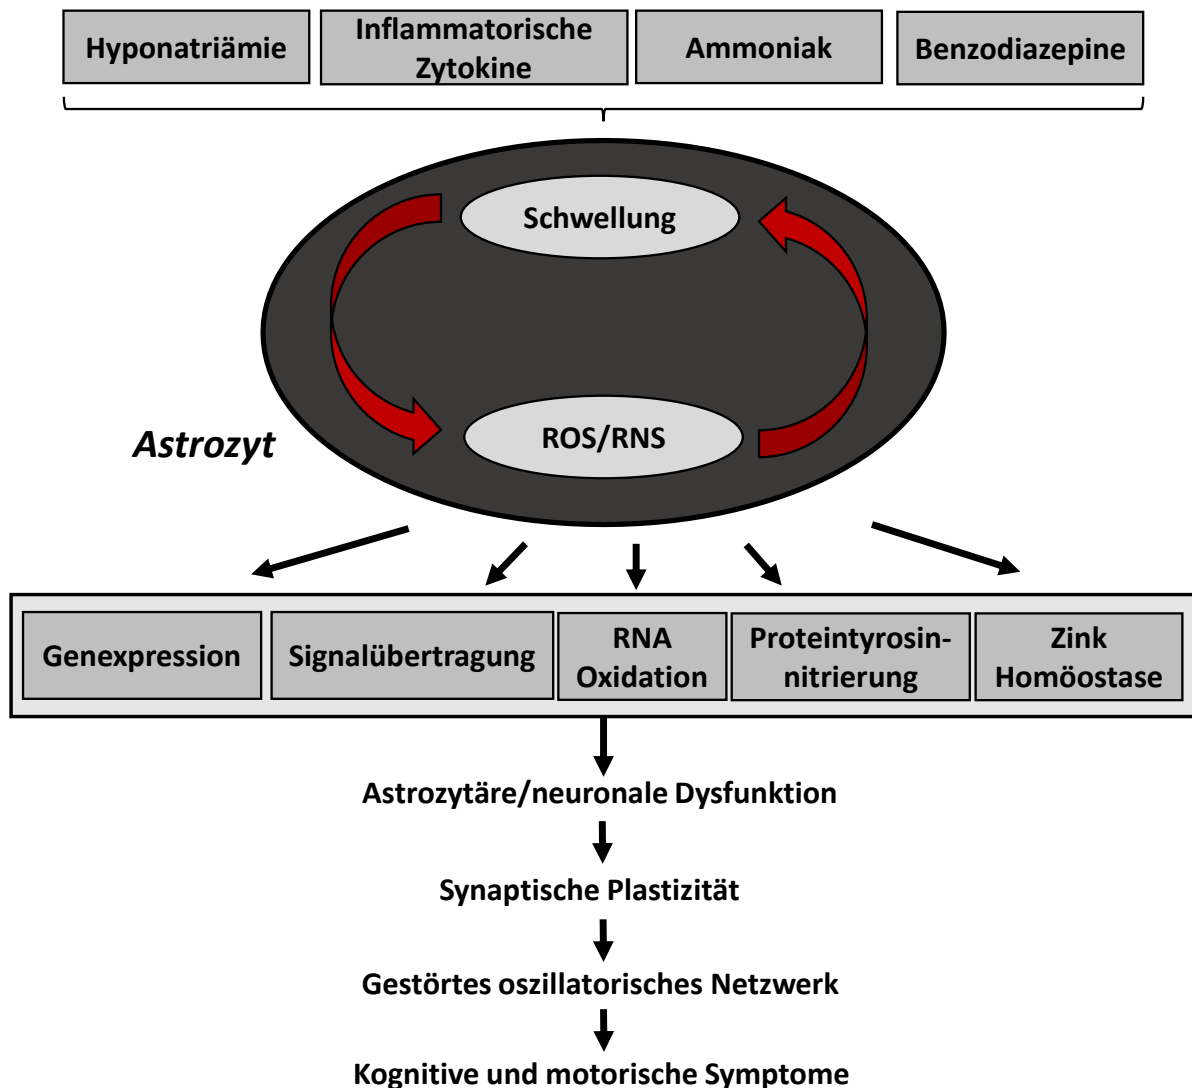 Hyponatriämie
Inflammatorische
Zytokine
Ammoniak
Benzodiazepine
Schwellung
ROS/RNS
Astrozyt
Genexpression
Signalübertragung
RNA
Oxidation
Proteintyrosin-
nitrierung
Zink
Homöostase
Astrozytäre/neuronale Dysfunktion
Synaptische Plastizität
Gestörtes oszillatorisches Netzwerk
Kognitive und motorische Symptome